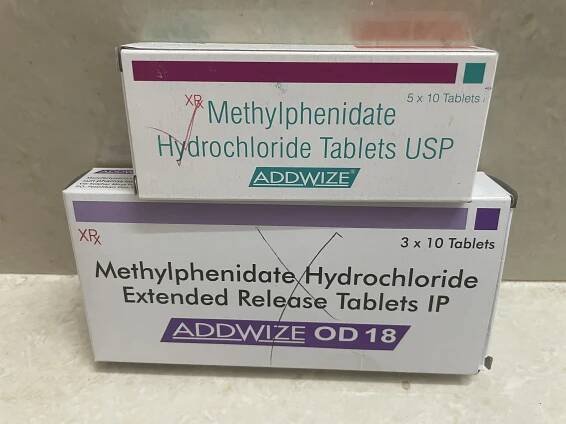 XRx
5 x 10 Tablets
Methylphenidate
Hydrochloride Tablets USP
ADDWIZE®
XRx
3 x 10 Tablets
Methylphenidate Hydrochloride
Extended Release Tablets IP
ADDWIZE OD 18